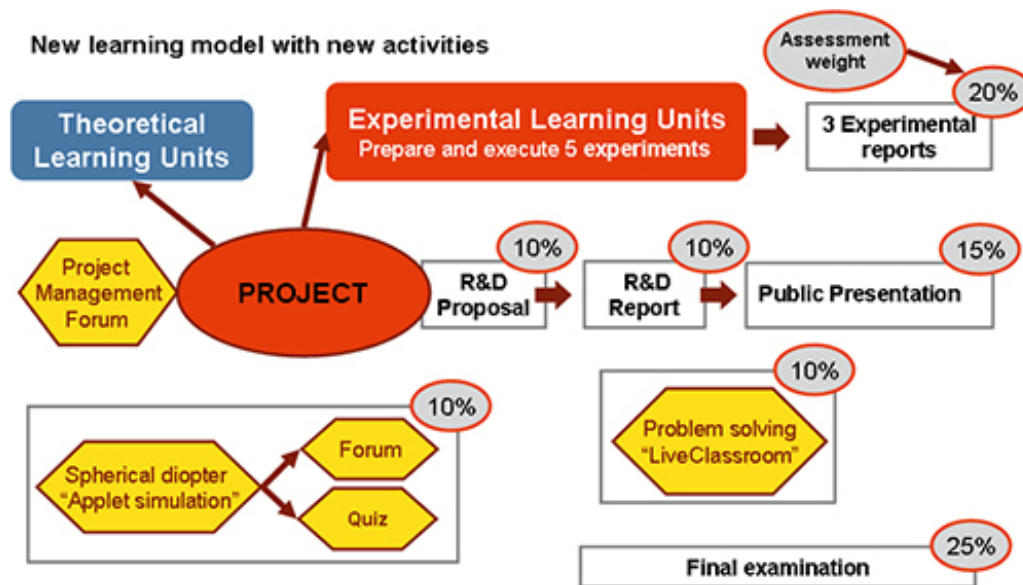 New learning model with new activities
Assessment
weight
20%
Theoretical
Learning Units
Experimental Learning Units
Prepare and execute 5 experiments
3 Experimental
reports
Project
Management
Forum
PROJECT
10%
R&D
Proposal
10%
R&D
Report
15%
Public Presentation
10%
Spherical diopter
“Applet simulation”
Forum
Quiz
10%
Problem solving
“LiveClassroom”
25%
Final examination